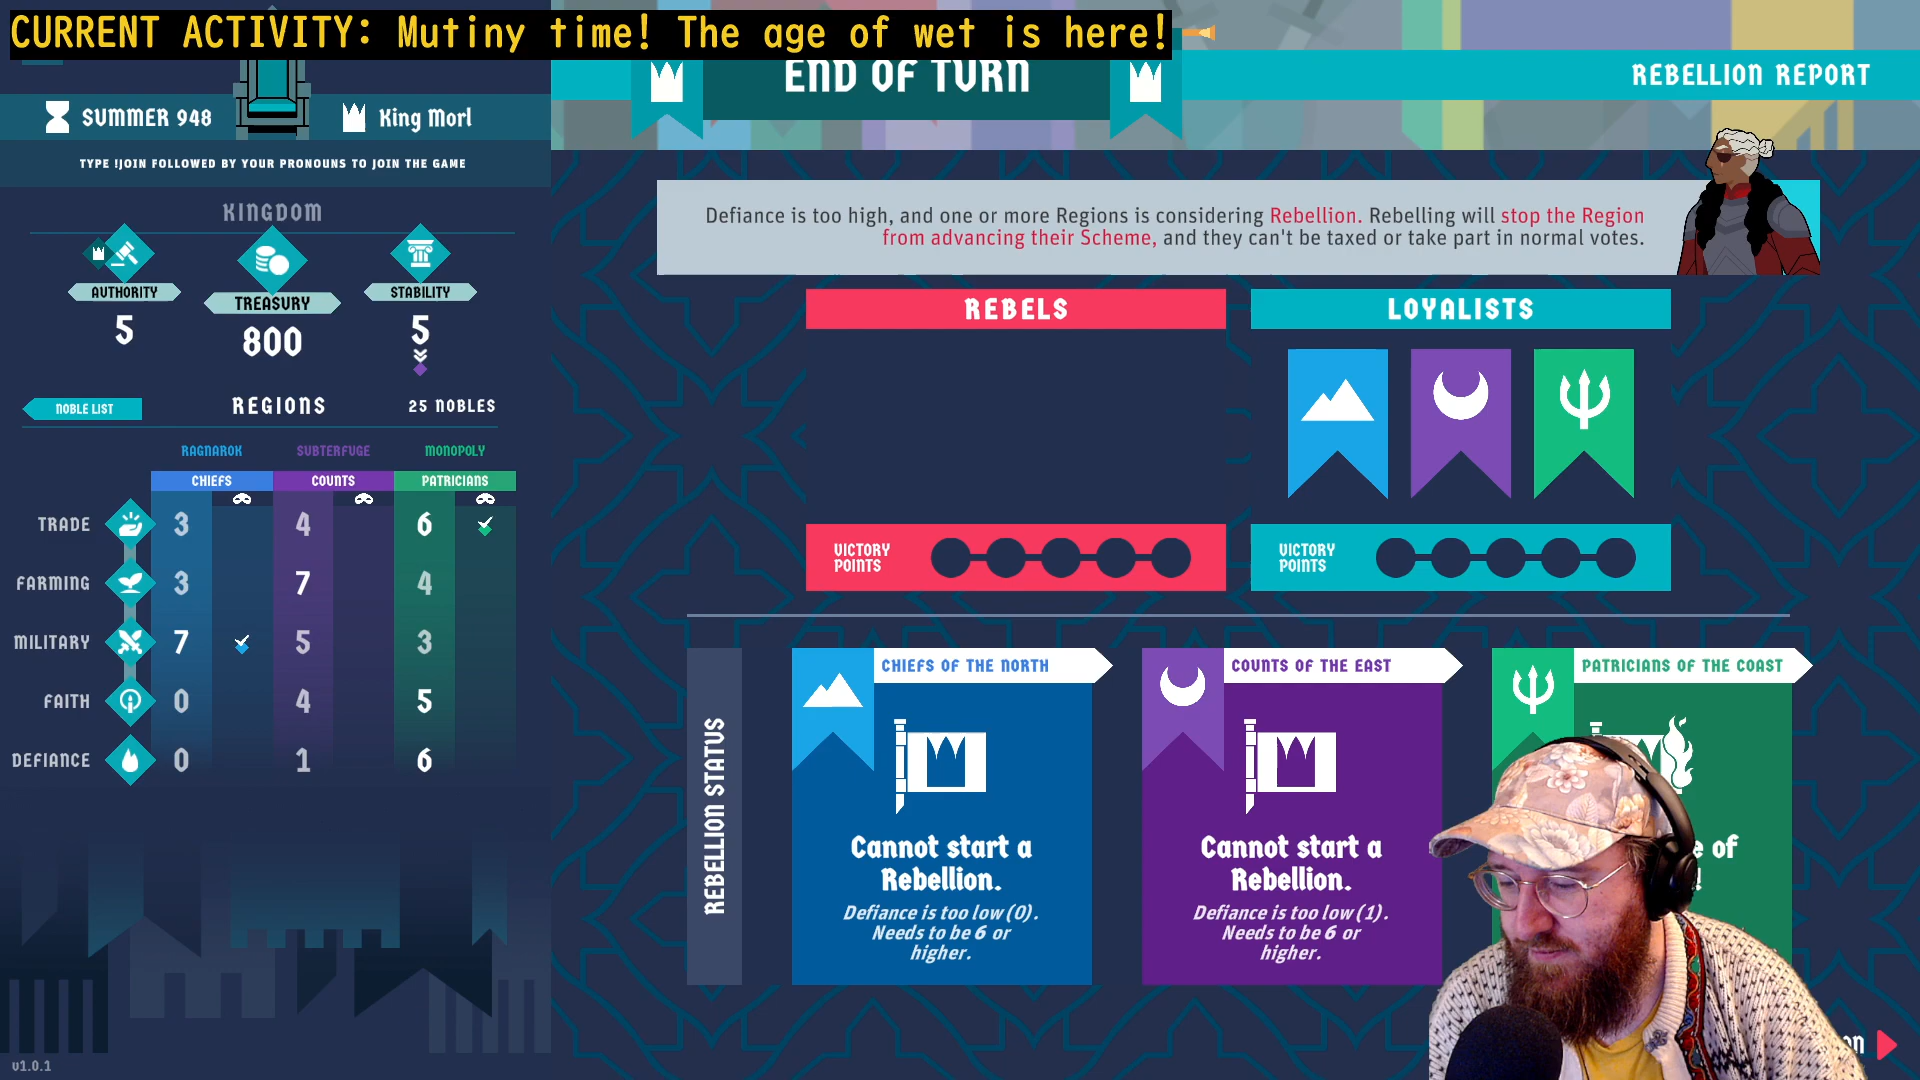 CURRENT ACTIVITY: Mutiny time! The age of wet is here!
END OF TURN
REBELLION REPORT
SUMMER 948
King Morl
TYPE !JOIN FOLLOWED BY YOUR PRONOUNS TO JOIN THE GAME
KINGDOM
AUTHORITY
TREASURY
STABILITY
5
800
5
NOBLE LIST
REGIONS
25 NOBLES
RAGNAROK
SUBTERFUGE
MONOPOLY
CHIEFS
COUNTS
PATRICIANS
TRADE 3 4 6
FARMING 3 7 4
MILITARY 7 5 3
FAITH 0 4 5
DEFIANCE 0 1 6
v1.0.1
Defiance is too high, and one or more Regions is considering Rebellion. Rebelling will stop the Region
from advancing their Scheme, and they can't be taxed or take part in normal votes.
REBELS
LOYALISTS
VICTORY
POINTS
VICTORY
POINTS
REBELLION STATUS
CHIEFS OF THE NORTH
Cannot start a
Rebellion.
Defiance is too low (0).
Needs to be 6 or
higher.
COUNTS OF THE EAST
Cannot start a
Rebellion.
Defiance is too low (1).
Needs to be 6 or
higher.
PATRICIANS OF THE COAST
of